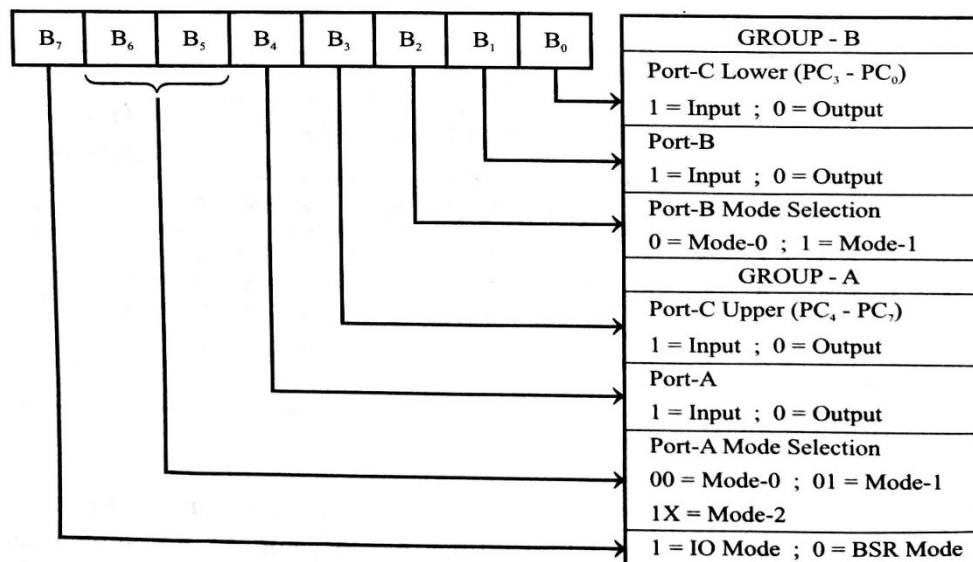 B₇ B₆ B₅ B₄ B₃ B₂ B₁ B₀
GROUP - B
Port-C Lower (PC₃ - PC₀)
1 = Input ; 0 = Output
Port-B
1 = Input ; 0 = Output
Port-B Mode Selection
0 = Mode-0 ; 1 = Mode-1
GROUP - A
Port-C Upper (PC₄ - PC₇)
1 = Input ; 0 = Output
Port-A
1 = Input ; 0 = Output
Port-A Mode Selection
00 = Mode-0 ; 01 = Mode-1
1X = Mode-2
1 = IO Mode ; 0 = BSR Mode